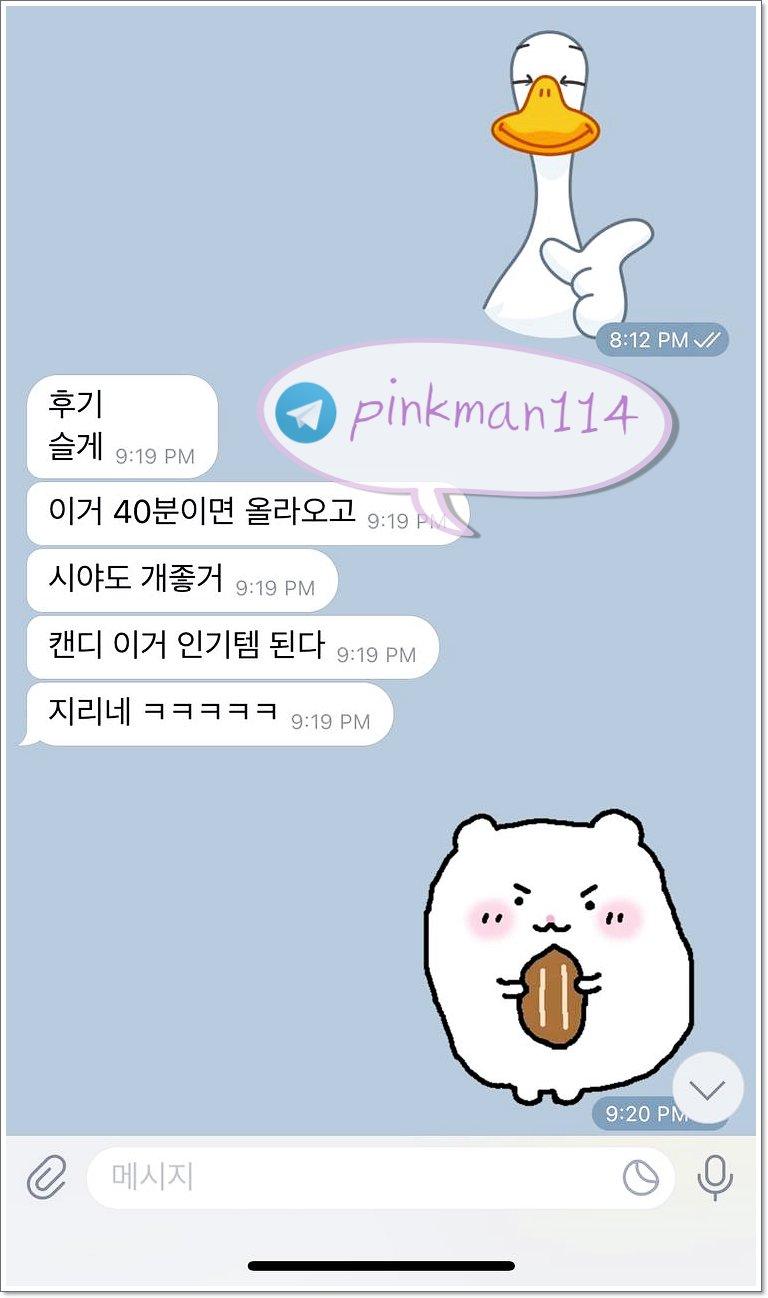 8:12 PM
pinkman114
후기
슬게 9:19 PM
이거 40분이면 올라오고 9:19 PM
시야도 개좋거 9:19 PM
캔디 이거 인기템 된다 9:19 PM
지리네 ㅋㅋㅋㅋㅋ 9:19 PM
9:20 PM
메시지